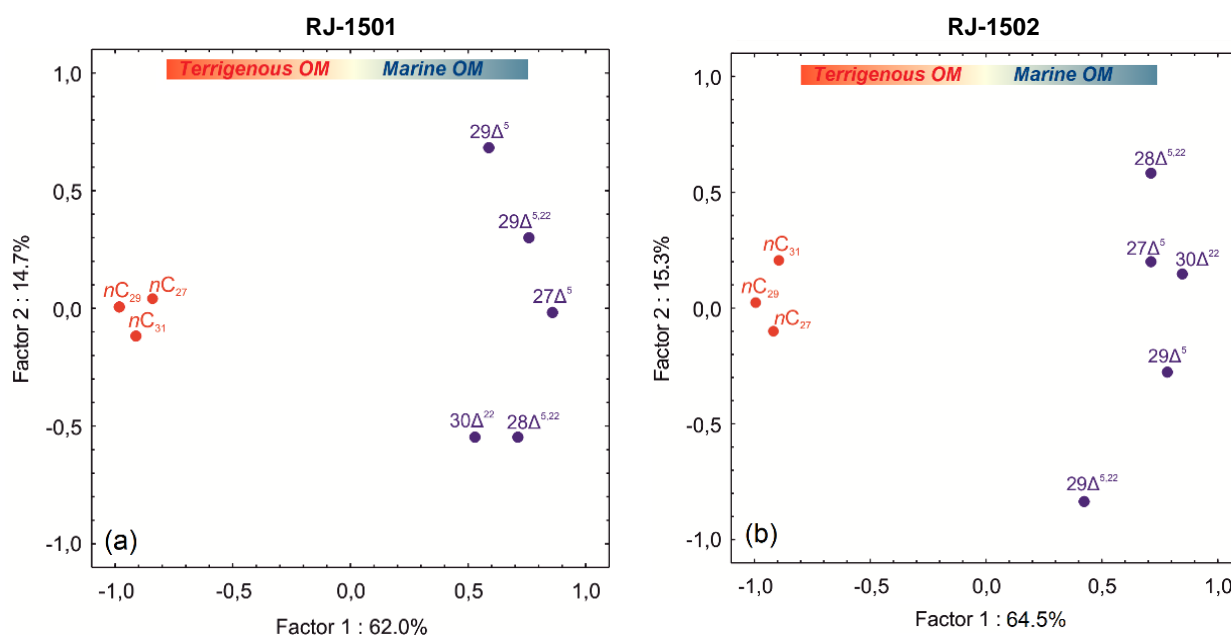 RJ-1501
Terrigenous OM Marine OM
1,0
0,5
0,0
-0,5
-1,0
Factor 2 : 14.7%
29Δ⁵
29Δ⁵,²²
27Δ⁵
nC₂₉ nC₂₇
nC₃₁
30Δ²² 28Δ⁵,²²
(a)
-1,0 -0,5 0,0 0,5 1,0
Factor 1 : 62.0%
RJ-1502
Terrigenous OM Marine OM
1,0
0,5
0,0
-0,5
-1,0
Factor 2 : 15.3%
28Δ⁵,²²
nC₃₁
27Δ⁵ 30Δ²²
nC₂₉
nC₂₇
29Δ⁵
29Δ⁵,²²
(b)
-1,0 -0,5 0,0 0,5 1,0
Factor 1 : 64.5%